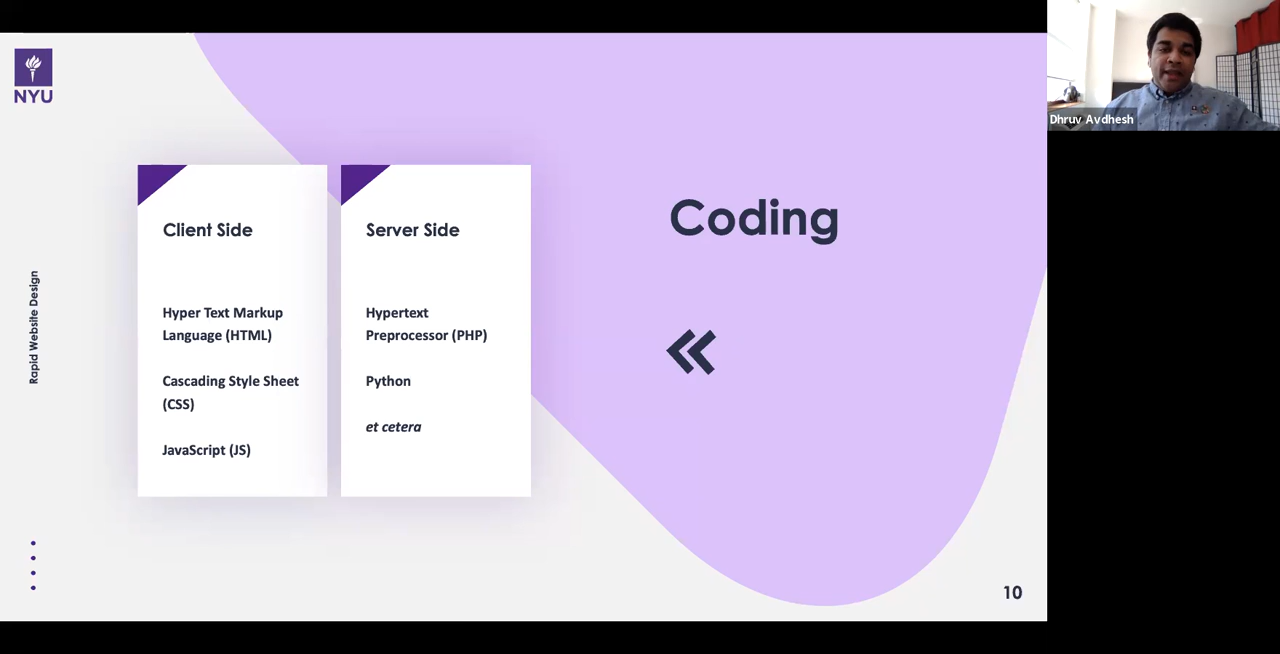 NYU
Rapid Website Design
Client Side
Hyper Text Markup
Language (HTML)
Cascading Style Sheet
(CSS)
JavaScript (JS)
Server Side
Hypertext
Preprocessor (PHP)
Python
et cetera
Coding
10
Dhruv Avdhesh